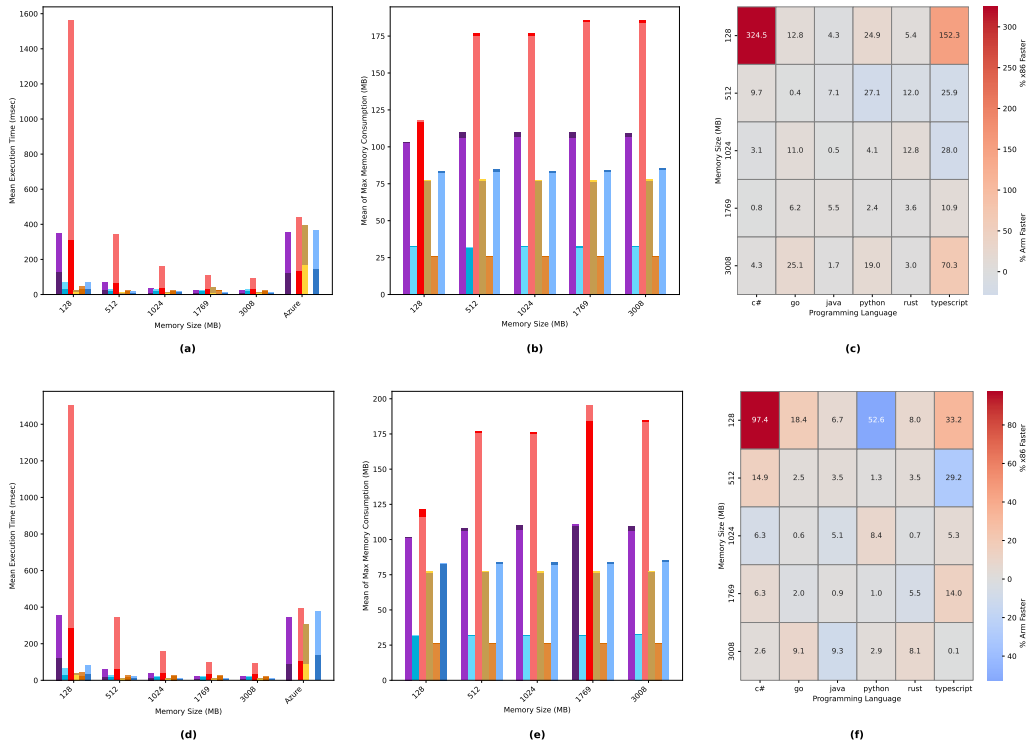 1600
1400
1200
1000
800
600
400
200
0
Mean Execution Time (msec)
128
512
1024
1769
3008
Azure
Memory Size (MB)
(a)
175
150
125
100
75
50
25
0
Mean of Max Memory Consumption (MB)
128
512
1024
1769
3008
Memory Size (MB)
(b)
128 324.5 12.8 4.3 24.9 5.4 152.3
512 9.7 0.4 7.1 27.1 12.0 25.9
1024 3.1 11.0 0.5 4.1 12.8 28.0
1769 0.8 6.2 5.5 2.4 3.6 10.9
3008 4.3 25.1 1.7 19.0 3.0 70.3
Memory Size (MB)
c# go java python rust typescript
Programming Language
300
250
200
150
100
50
0
% x86 Faster
% Arm Faster
(c)
1400
1200
1000
800
600
400
200
0
Mean Execution Time (msec)
128
512
1024
1769
3008
Azure
Memory Size (MB)
(d)
200
175
150
125
100
75
50
25
0
Mean of Max Memory Consumption (MB)
128
512
1024
1769
3008
Memory Size (MB)
(e)
128 97.4 18.4 6.7 52.6 8.0 33.2
512 14.9 2.5 3.5 1.3 3.5 29.2
1024 6.3 0.6 5.1 8.4 0.7 5.3
1769 6.3 2.0 0.9 1.0 5.5 14.0
3008 2.6 9.1 9.3 2.9 8.1 0.1
Memory Size (MB)
c# go java python rust typescript
Programming Language
80
60
40
20
0
20
40
% x86 Faster
% Arm Faster
(f)